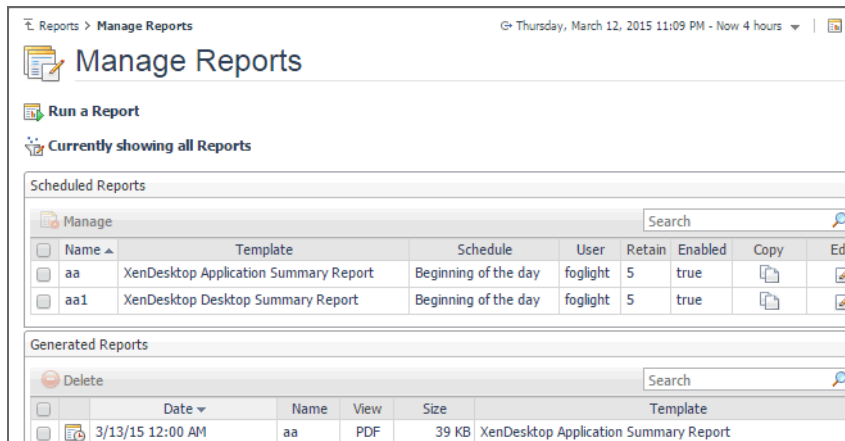 Reports > Manage Reports
Thursday, March 12, 2015 11:09 PM - Now 4 hours
Manage Reports
Run a Report
Currently showing all Reports
Scheduled Reports
Manage Search
Name Template Schedule User Retain Enabled Copy Ed
aa XenDesktop Application Summary Report Beginning of the day foglight 5 true
aa1 XenDesktop Desktop Summary Report Beginning of the day foglight 5 true
Generated Reports
Delete Search
Date Name View Size Template
3/13/15 12:00 AM aa PDF 39 KB XenDesktop Application Summary Report